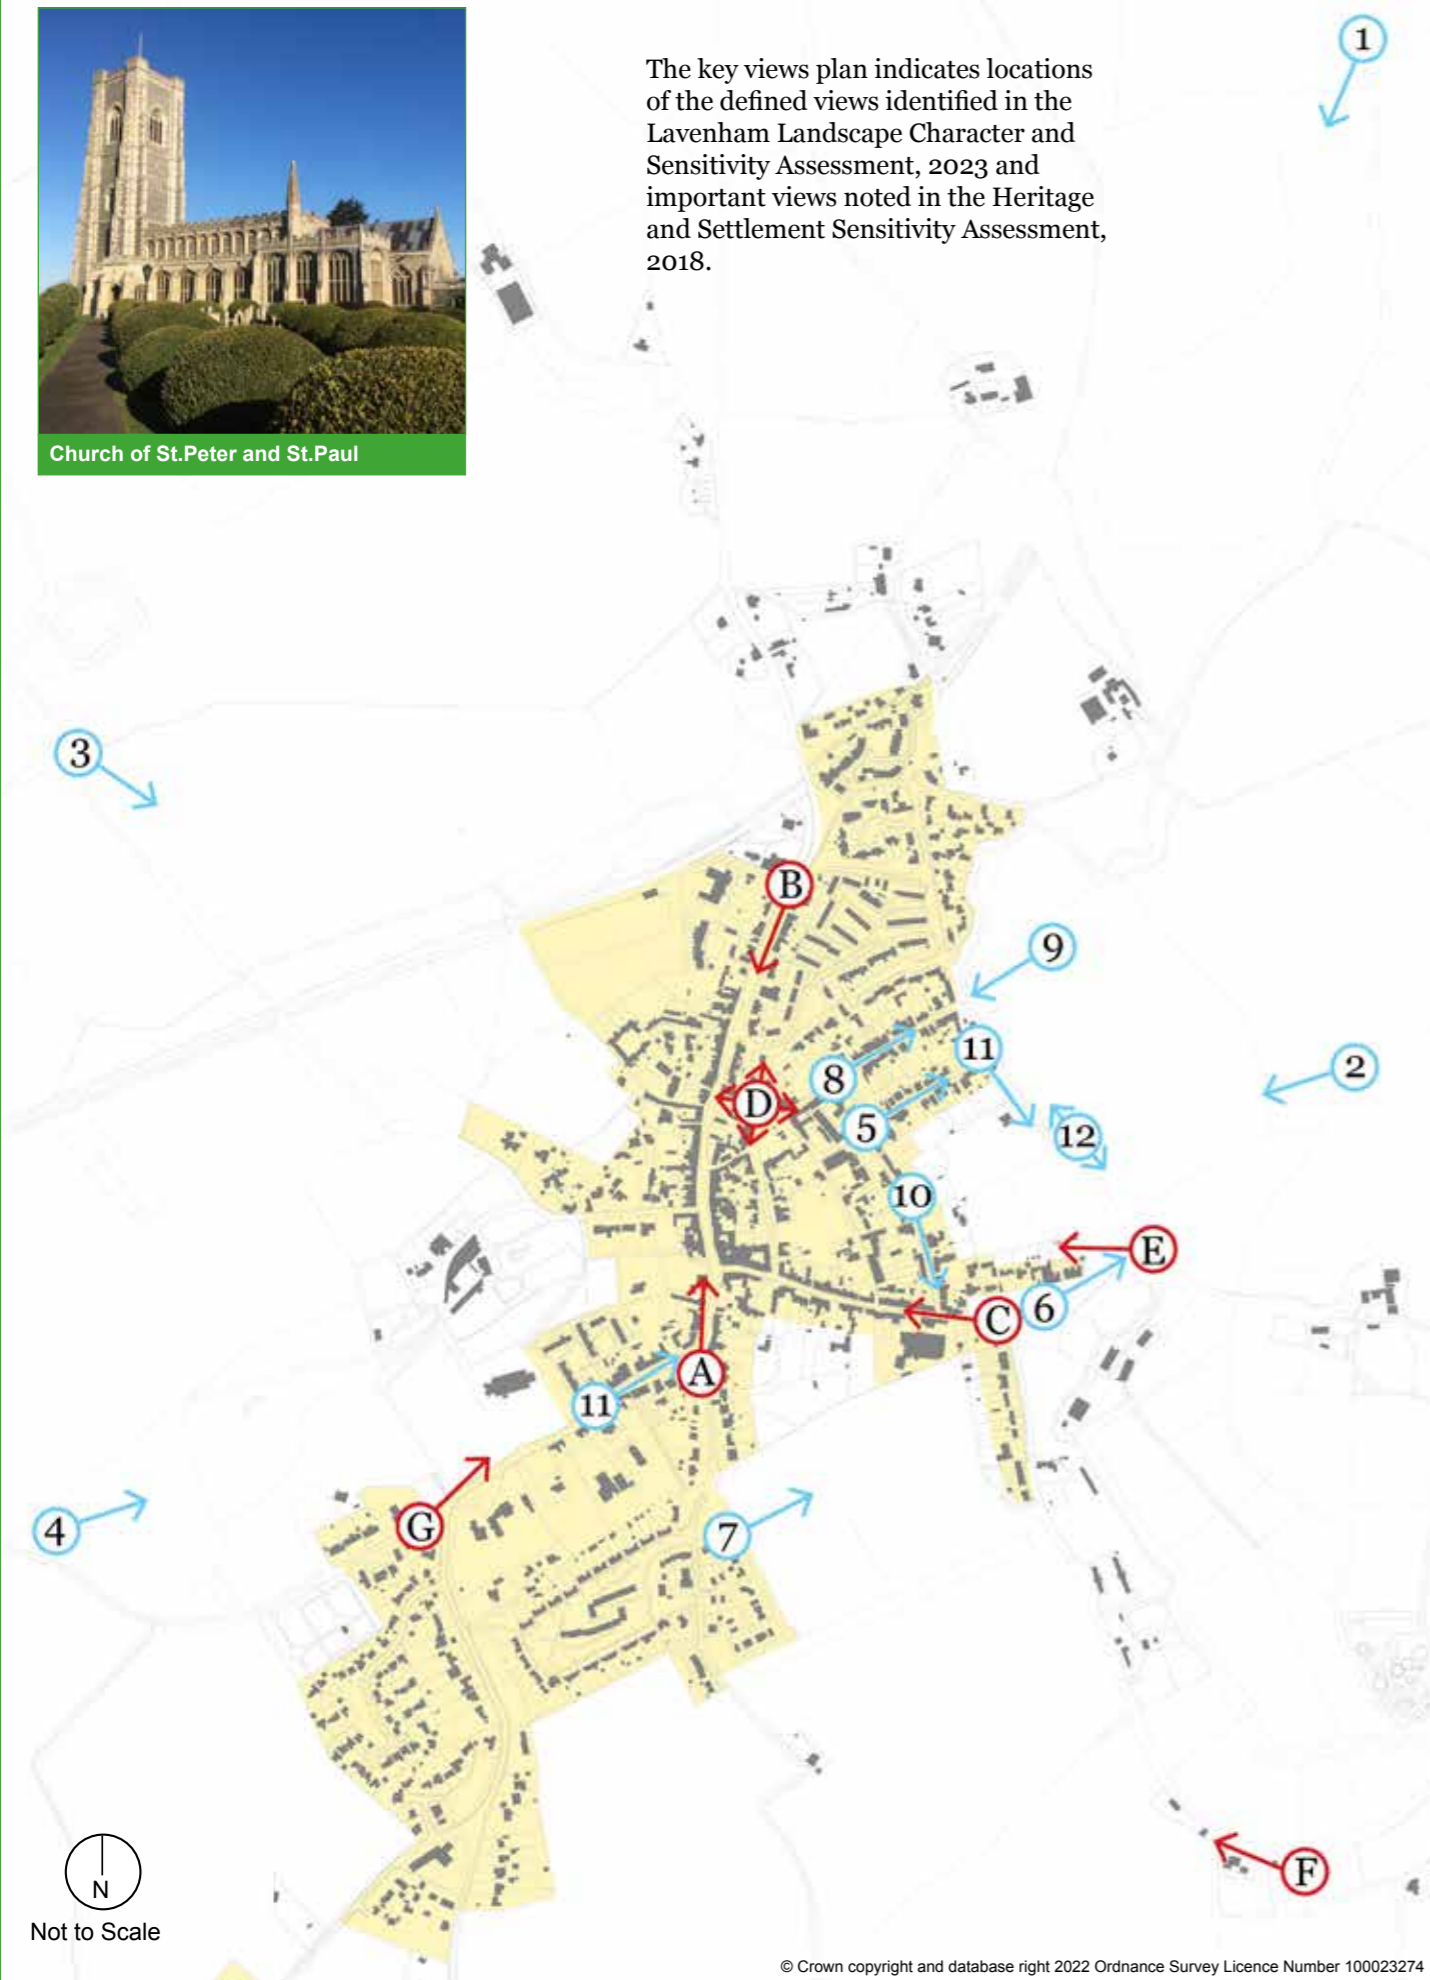 The key views plan indicates locations
of the defined views identified in the
Lavenham Landscape Character and
Sensitivity Assessment, 2023 and
important views noted in the Heritage
and Settlement Sensitivity Assessment,
2018.
Church of St.Peter and St.Paul
1
3
B
9
11
2
8
D
5
12
10
E
6
C
A
11
G
4
7
F
N
Not to Scale
© Crown copyright and database right 2022 Ordnance Survey Licence Number 100023274